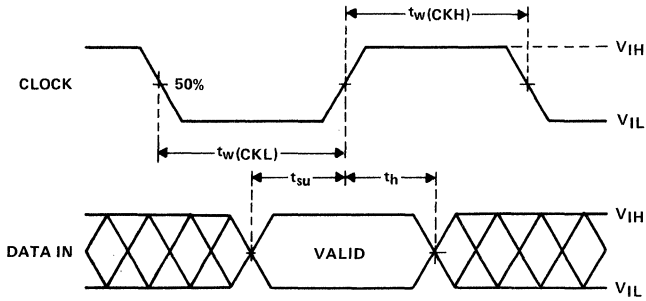 tw(CKH)
VIH
CLOCK
50%
VIL
tw(CKL)
tsu
th
VIH
DATA IN
VALID
VIL